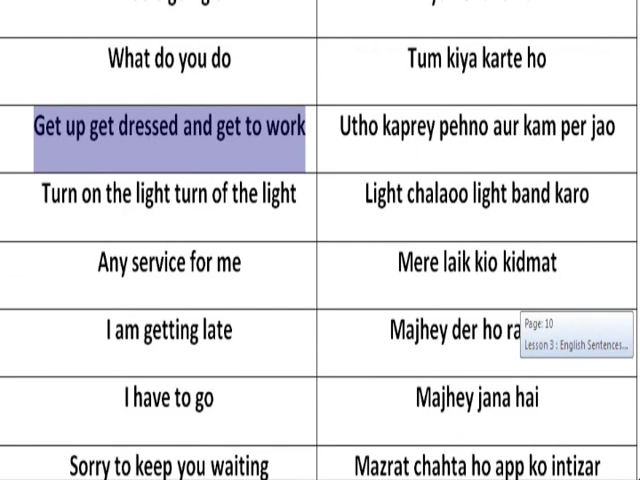 What do you do
Tum kiya karte ho
Get up get dressed and get to work
Utho kaprey pehno aur kam per jao
Turn on the light turn of the light
Light chalaoo light band karo
Any service for me
Mere laik kio kidmat
I am getting late
Majhey der ho
Page: 10
Lesson 3 : English Sentences...
I have to go
Majhey jana hai
Sorry to keep you waiting
Mazrat chahta ho app ko intizar